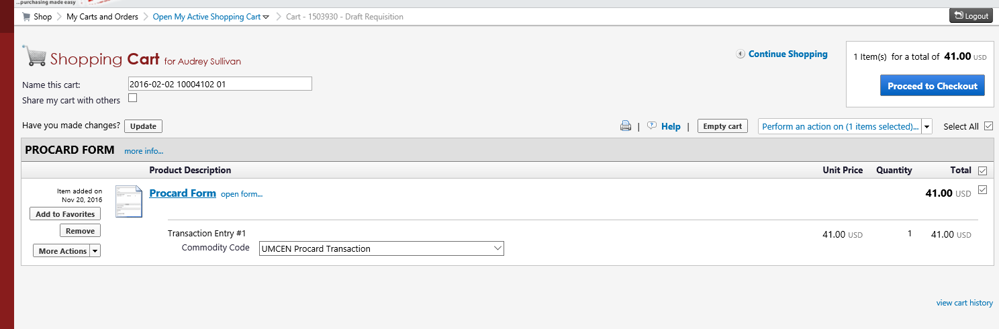 ...purchasing made easy
Shop My Carts and Orders Open My Active Shopping Cart Cart - 1503930 - Draft Requisition Logout
Shopping Cart for Audrey Sullivan
Continue Shopping
1 Item(s) for a total of 41.00 USD
Proceed to Checkout
Name this cart: 2016-02-02 10004102 01
Share my cart with others
Have you made changes? Update
| Help | Empty cart Perform an action on (1 items selected)... Select All
PROCARD FORM more info...
Product Description Unit Price Quantity Total
Item added on
Nov 20, 2016
Procard Form open form... 41.00 USD
Add to Favorites
Remove
More Actions
Transaction Entry #1 41.00 USD 1 41.00 USD
Commodity Code UMCEN Procard Transaction
view cart history